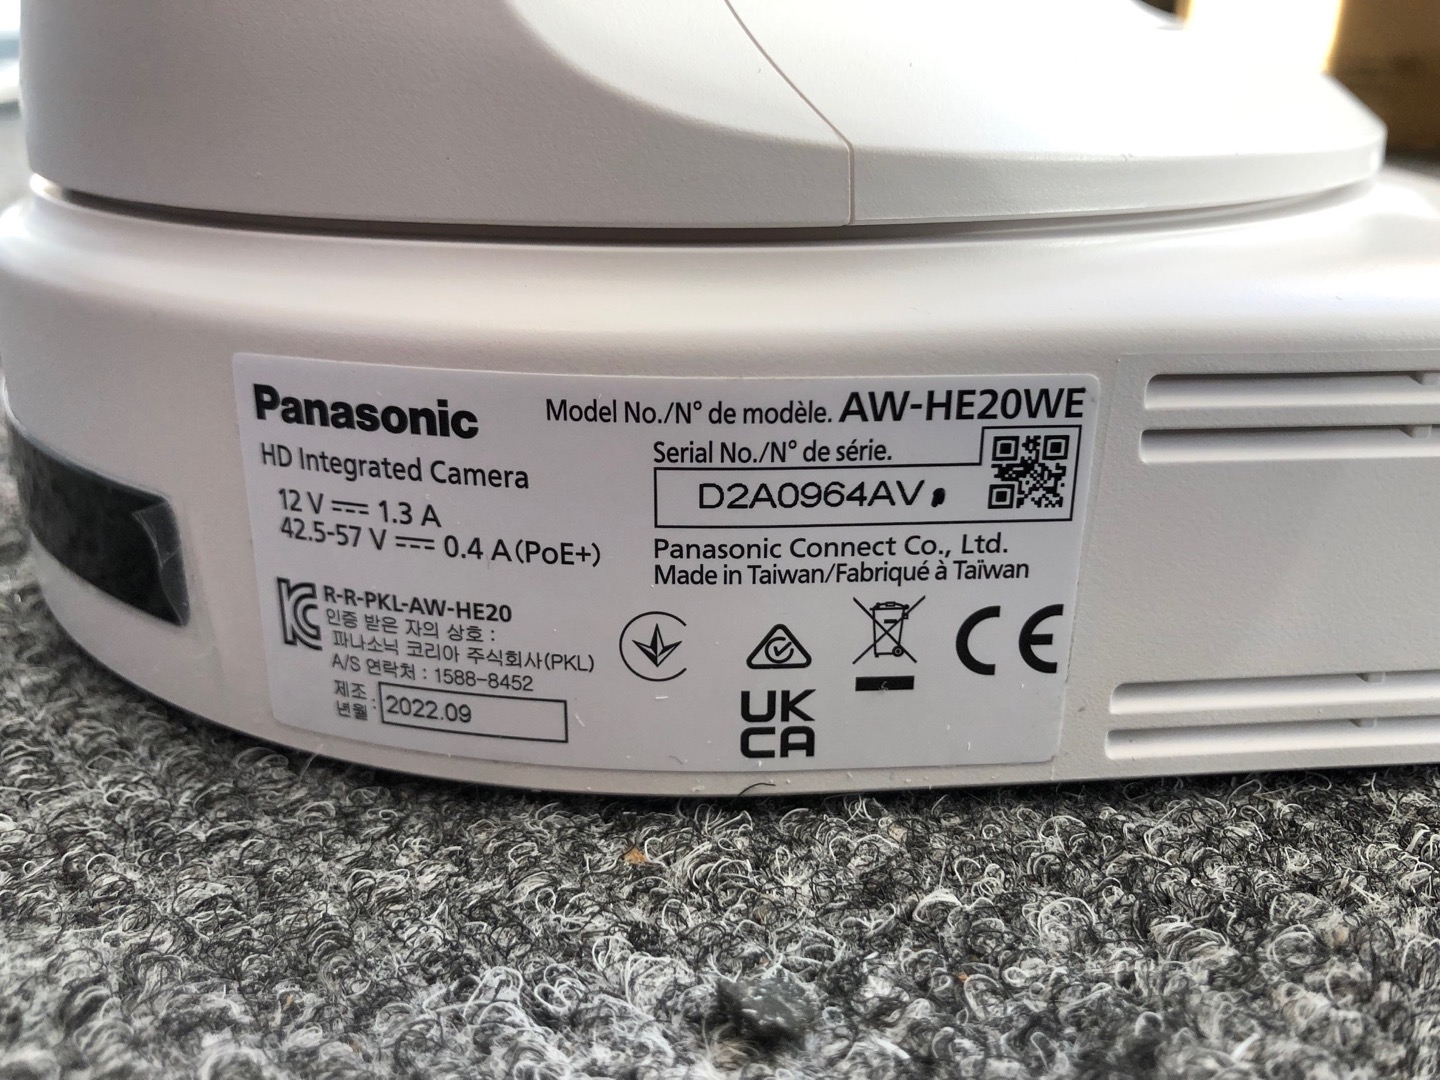 Panasonic
Model No./N° de modèle. AW-HE20WE
HD Integrated Camera
Serial No./N° de série.
12 V ⎓ 1.3 A
D2A0964AV
42.5-57 V ⎓ 0.4 A (PoE+)
Panasonic Connect Co., Ltd.
Made in Taiwan/Fabriqué à Taïwan
R-R-PKL-AW-HE20
인증 받은 자의 상호 :
파나소닉 코리아 주식회사(PKL)
A/S 연락처 : 1588-8452
제조
년월 : 2022.09
UK
CA
CE